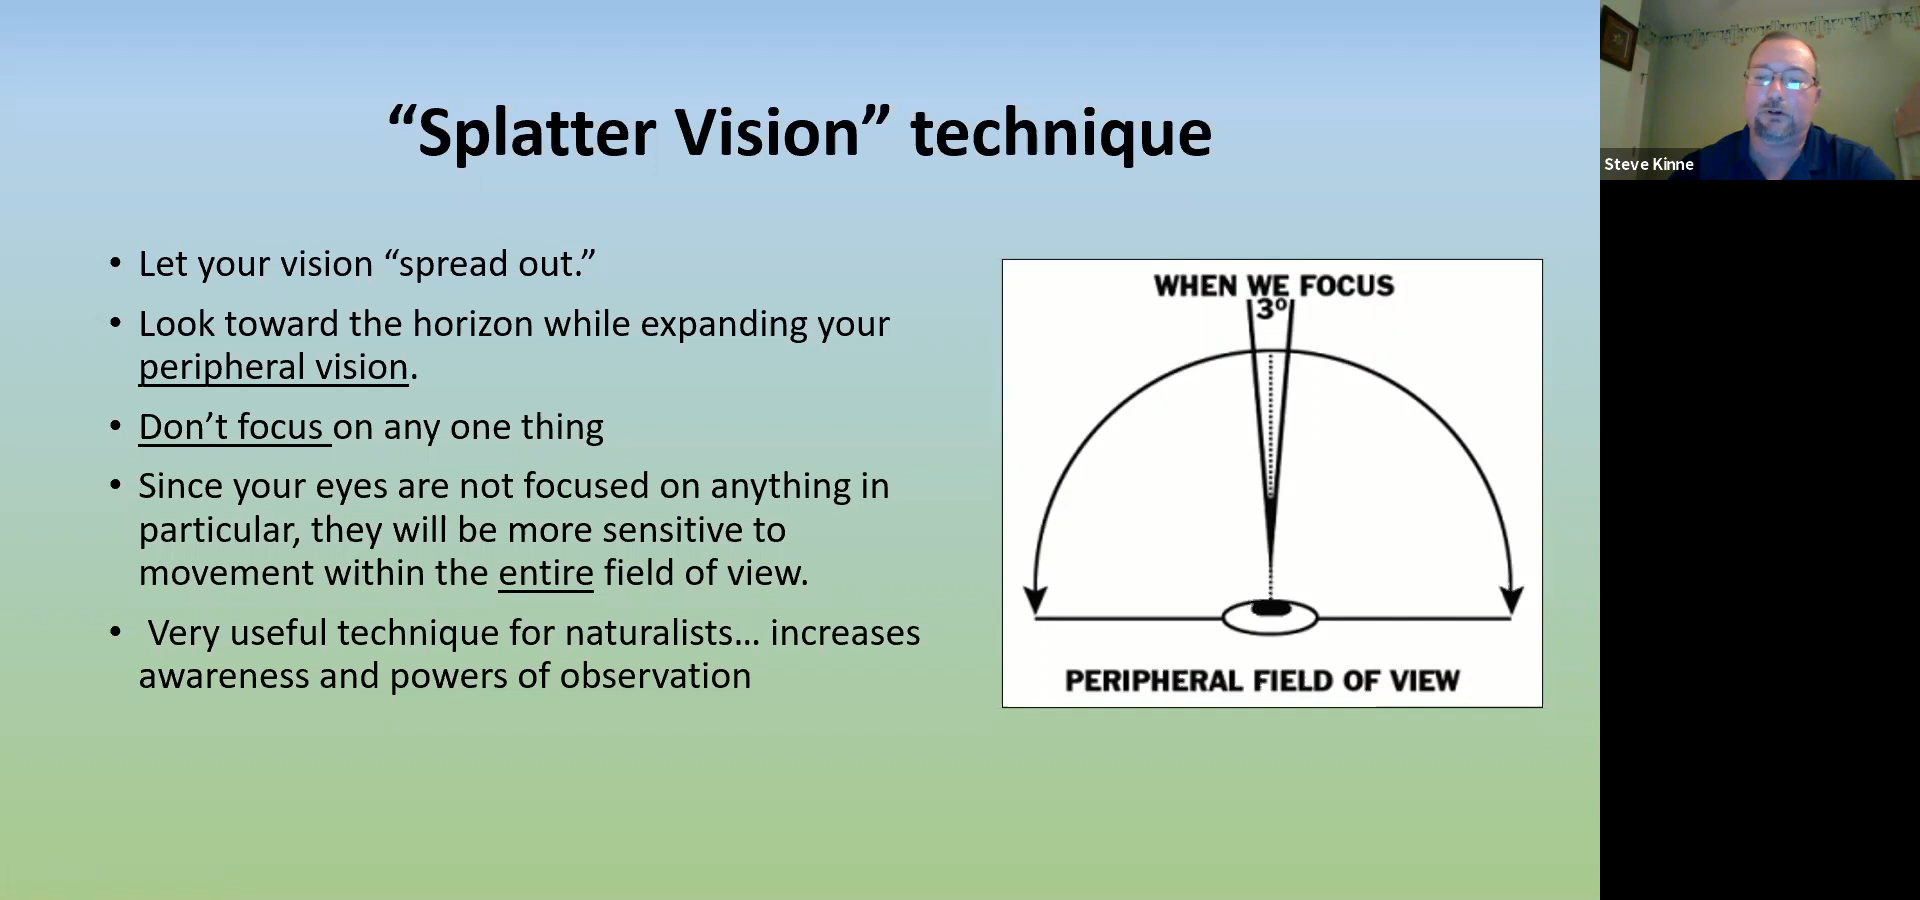 “Splatter Vision” technique
• Let your vision “spread out.”
• Look toward the horizon while expanding your
peripheral vision.
• Don’t focus on any one thing
• Since your eyes are not focused on anything in
particular, they will be more sensitive to
movement within the entire field of view.
• Very useful technique for naturalists... increases
awareness and powers of observation
WHEN WE FOCUS
3º
PERIPHERAL FIELD OF VIEW
Steve Kinne